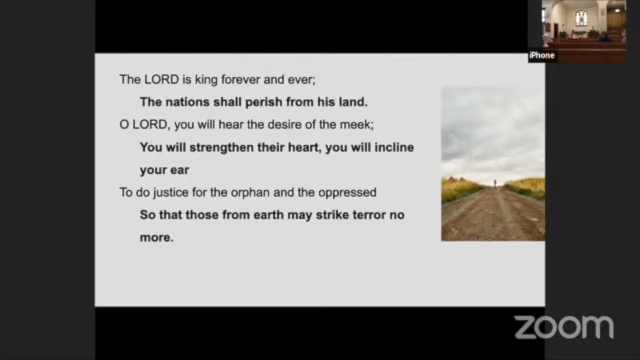 iPhone
The LORD is king forever and ever;
The nations shall perish from his land.
O LORD, you will hear the desire of the meek;
You will strengthen their heart, you will incline
your ear
To do justice for the orphan and the oppressed
So that those from earth may strike terror no
more.
zoom